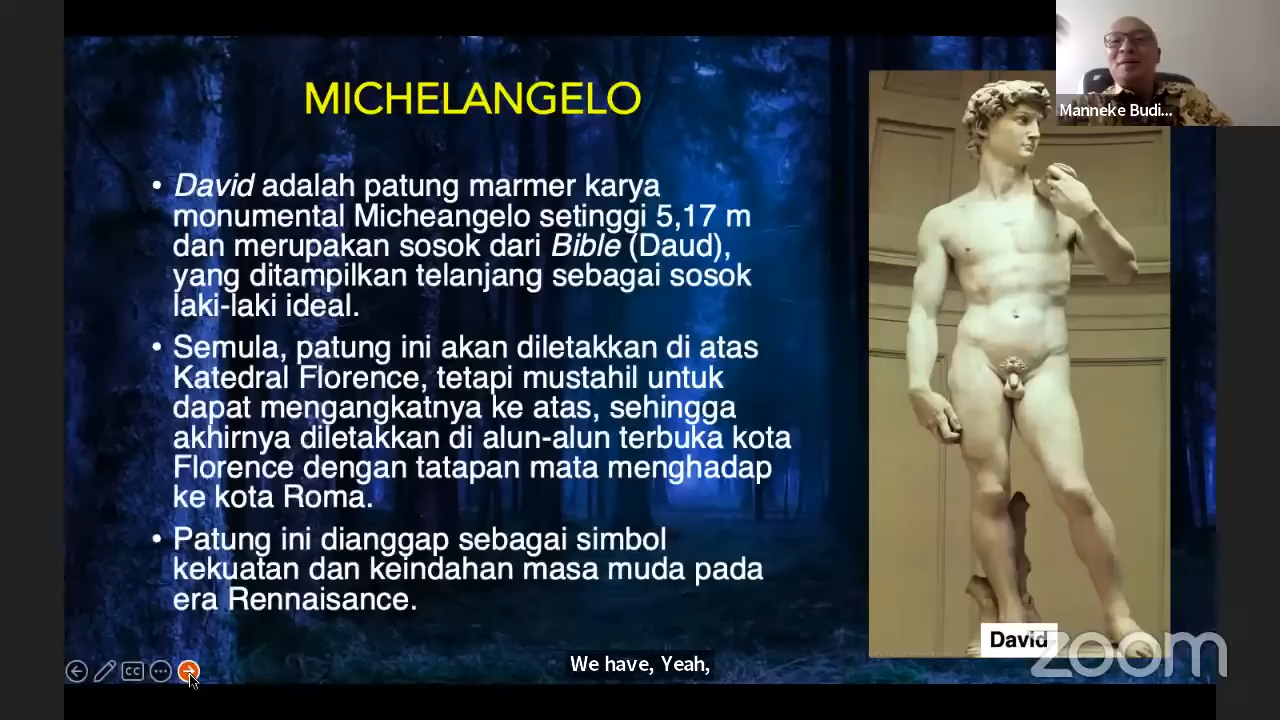 MICHELANGELO
• David adalah patung marmer karya
monumental Micheangelo setinggi 5,17 m
dan merupakan sosok dari Bible (Daud),
yang ditampilkan telanjang sebagai sosok
laki-laki ideal.
• Semula, patung ini akan diletakkan di atas
Katedral Florence, tetapi mustahil untuk
dapat mengangkatnya ke atas, sehingga
akhirnya diletakkan di alun-alun terbuka kota
Florence dengan tatapan mata menghadap
ke kota Roma.
• Patung ini dianggap sebagai simbol
kekuatan dan keindahan masa muda pada
era Rennaisance.
Manneke Budi...
David
zoom
CC
We have, Yeah,